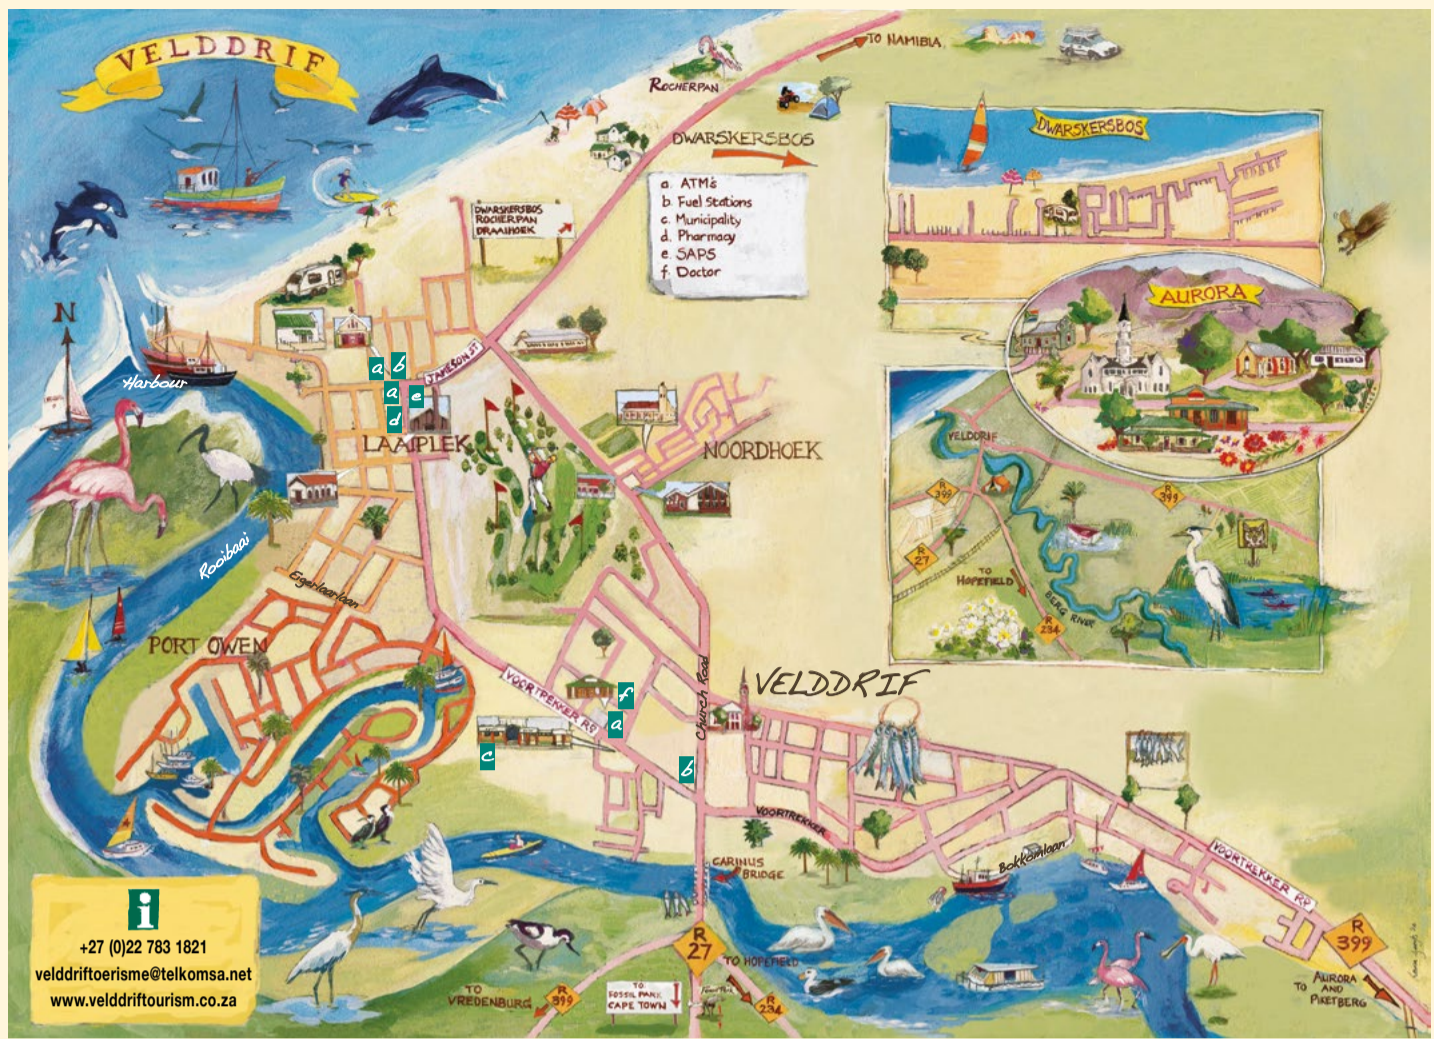 VELDDRIF
TO NAMIBIA
ROCHERPAN
DWARSKERSBOS
a. ATM's
b. Fuel Stations
c. Municipality
d. Pharmacy
e. SAPS
f. Doctor
DWARSKERSBOS
ROCHERPAN
DRAAIHOEK
DWARSKERSBOS
AURORA
N
Harbour
a
b
a
e
d
JAMESON ST
LAAIPLEK
NOORDHOEK
VELDDRIF
R
399
R
399
R
27
TO
HOPEFIELD
BERG RIVER
R
234
Rooibaai
Eigelaarlaan
PORT OWEN
VOORTREKKER RD
f
a
c
b
Church Road
VELDDRIF
VOORTREKKER
Bokkomlaan
VOORTREKKER RD
CARINUS
BRIDGE
R
27
TO HOPEFIELD
TO
VREDENBURG
R
399
TO
FOSSIL PARK
CAPE TOWN
R
234
R
399
AURORA
TO AND
PIKETBERG
i
+27 (0)22 783 1821
velddriftoerisme@telkomsa.net
www.velddriftourism.co.za